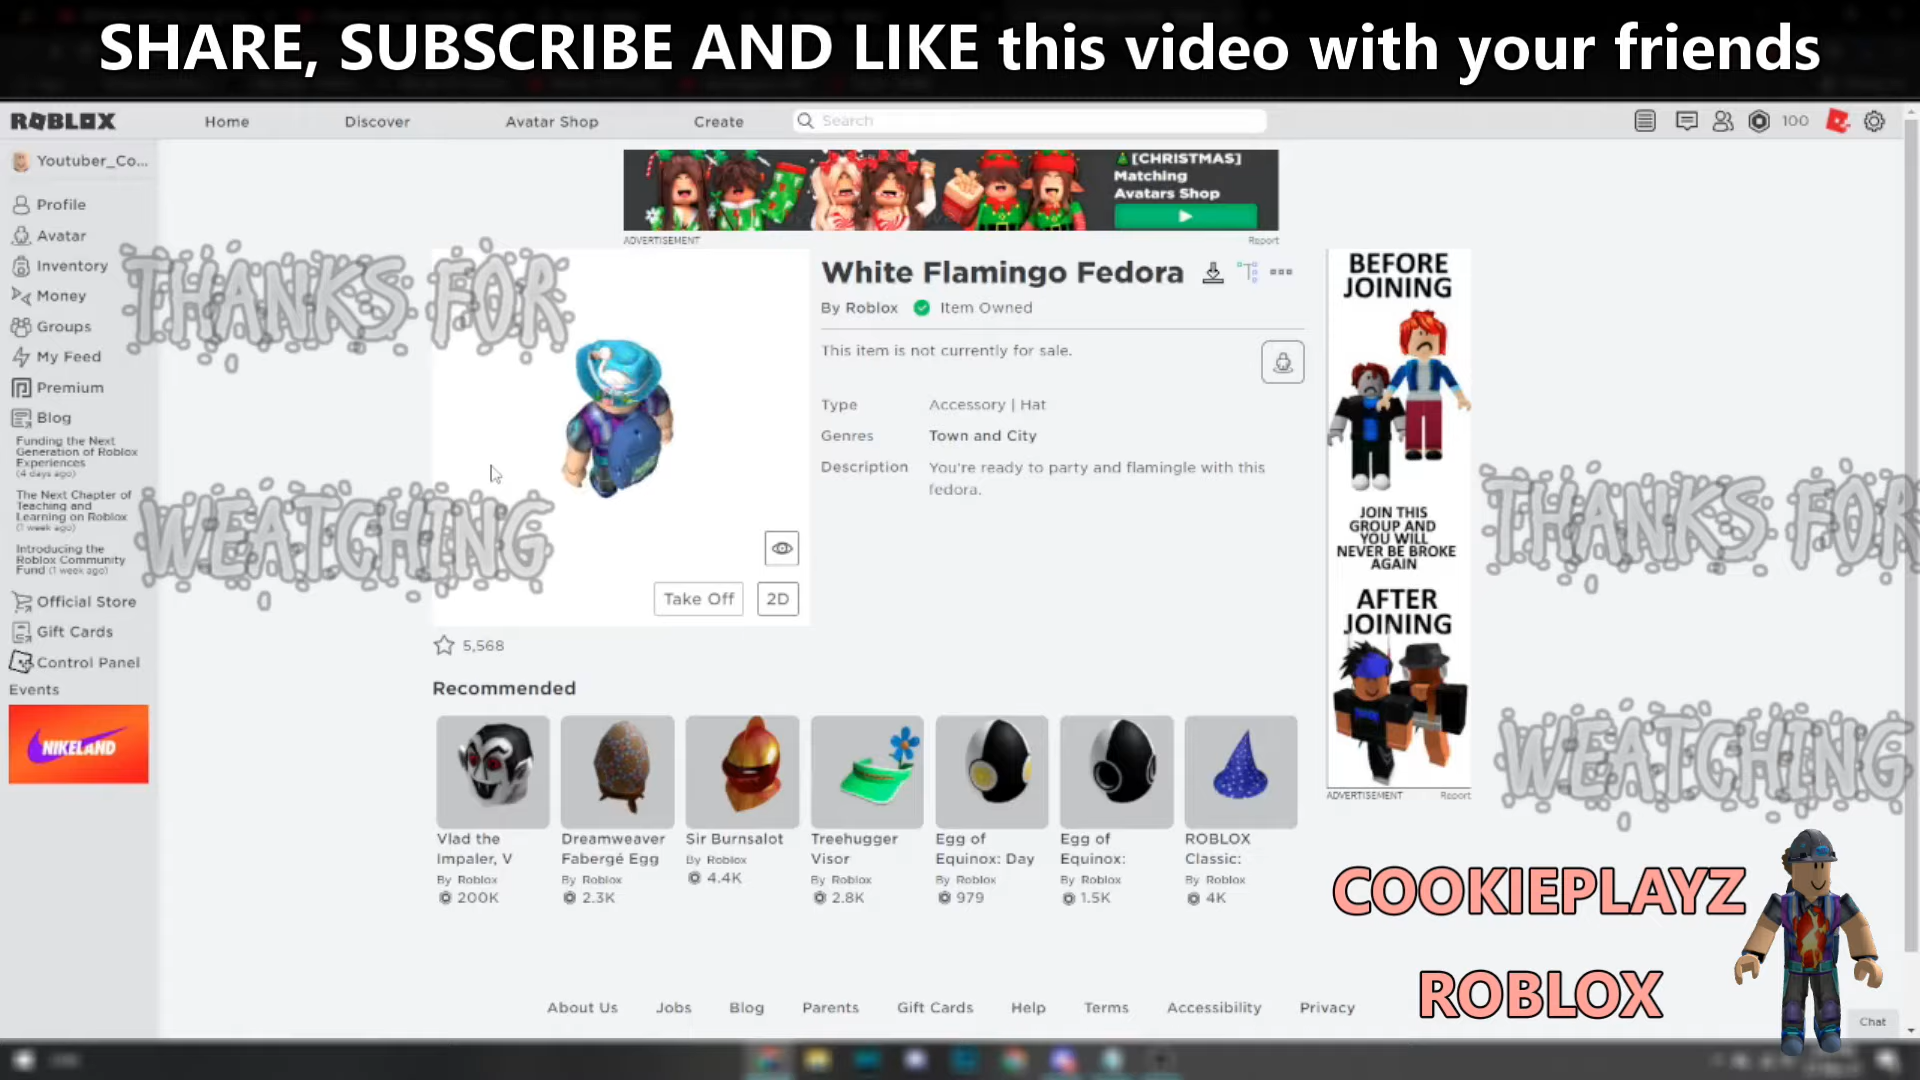 SHARE, SUBSCRIBE AND LIKE this video with your friends
ROBLOX
Home
Discover
Avatar Shop
Create
Search
100
Youtuber_Co...
Profile
Avatar
Inventory
Money
Groups
My Feed
Premium
Blog
Funding the Next
Generation of Roblox
Experiences
(4 days ago)
The Next Chapter of
Teaching and
Learning on Roblox
(1 week ago)
Introducing the
Roblox Community
Fund (1 week ago)
Official Store
Gift Cards
Control Panel
Events
NIKELAND
[CHRISTMAS]
Matching
Avatars Shop
ADVERTISEMENT
Report
THANKS FOR
WEATCHING
White Flamingo Fedora
By Roblox
Item Owned
This item is not currently for sale.
Type
Accessory | Hat
Genres
Town and City
Description
You're ready to party and flamingle with this
fedora.
Take Off
2D
5,568
Recommended
Vlad the
Impaler, V
By Roblox
200K
Dreamweaver
Fabergé Egg
By Roblox
2.3K
Sir Burnsalot
By Roblox
4.4K
Treehugger
Visor
By Roblox
2.8K
Egg of
Equinox: Day
By Roblox
979
Egg of
Equinox:
By Roblox
1.5K
ROBLOX
Classic:
By Roblox
4K
BEFORE
JOINING
JOIN THIS
GROUP AND
YOU WILL
NEVER BE BROKE
AGAIN
AFTER
JOINING
ADVERTISEMENT
Report
THANKS FOR
WEATCHING
COOKIEPLAYZ
ROBLOX
About Us
Jobs
Blog
Parents
Gift Cards
Help
Terms
Accessibility
Privacy
Chat